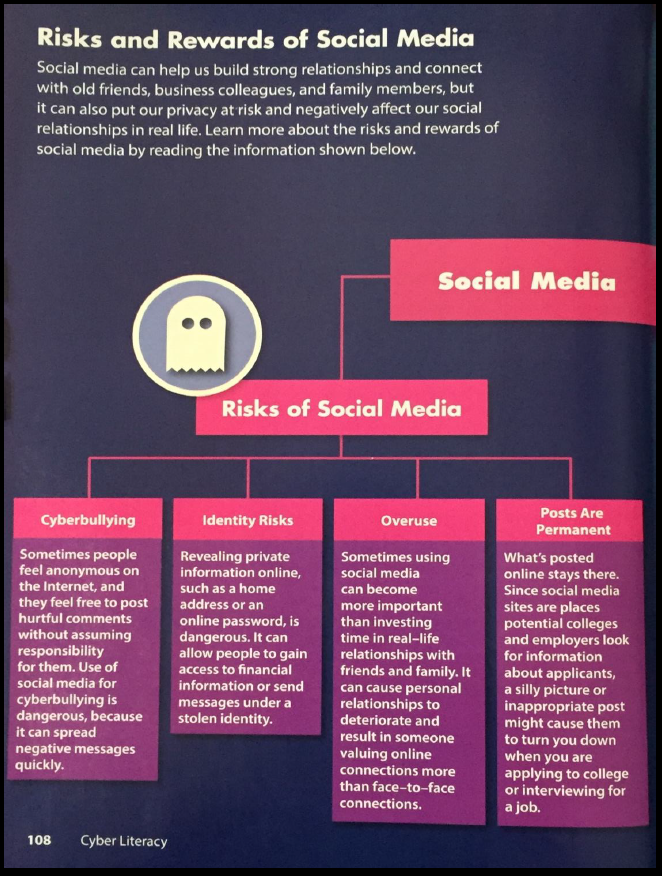 Risks and Rewards of Social Media
Social media can help us build strong relationships and connect
with old friends, business colleagues, and family members, but
it can also put our privacy at risk and negatively affect our social
relationships in real life. Learn more about the risks and rewards of
social media by reading the information shown below.
Social Media
Risks of Social Media
Cyberbullying
Sometimes people
feel anonymous on
the Internet, and
they feel free to post
hurtful comments
without assuming
responsibility
for them. Use of
social media for
cyberbullying is
dangerous, because
it can spread
negative messages
quickly.
Identity Risks
Revealing private
information online,
such as a home
address or an
online password, is
dangerous. It can
allow people to gain
access to financial
information or send
messages under a
stolen identity.
Overuse
Sometimes using
social media
can become
more important
than investing
time in real-life
relationships with
friends and family. It
can cause personal
relationships to
deteriorate and
result in someone
valuing online
connections more
than face-to-face
connections.
Posts Are
Permanent
What's posted
online stays there.
Since social media
sites are places
potential colleges
and employers look
for information
about applicants,
a silly picture or
inappropriate post
might cause them
to turn you down
when you are
applying to college
or interviewing for
a job.
108 Cyber Literacy